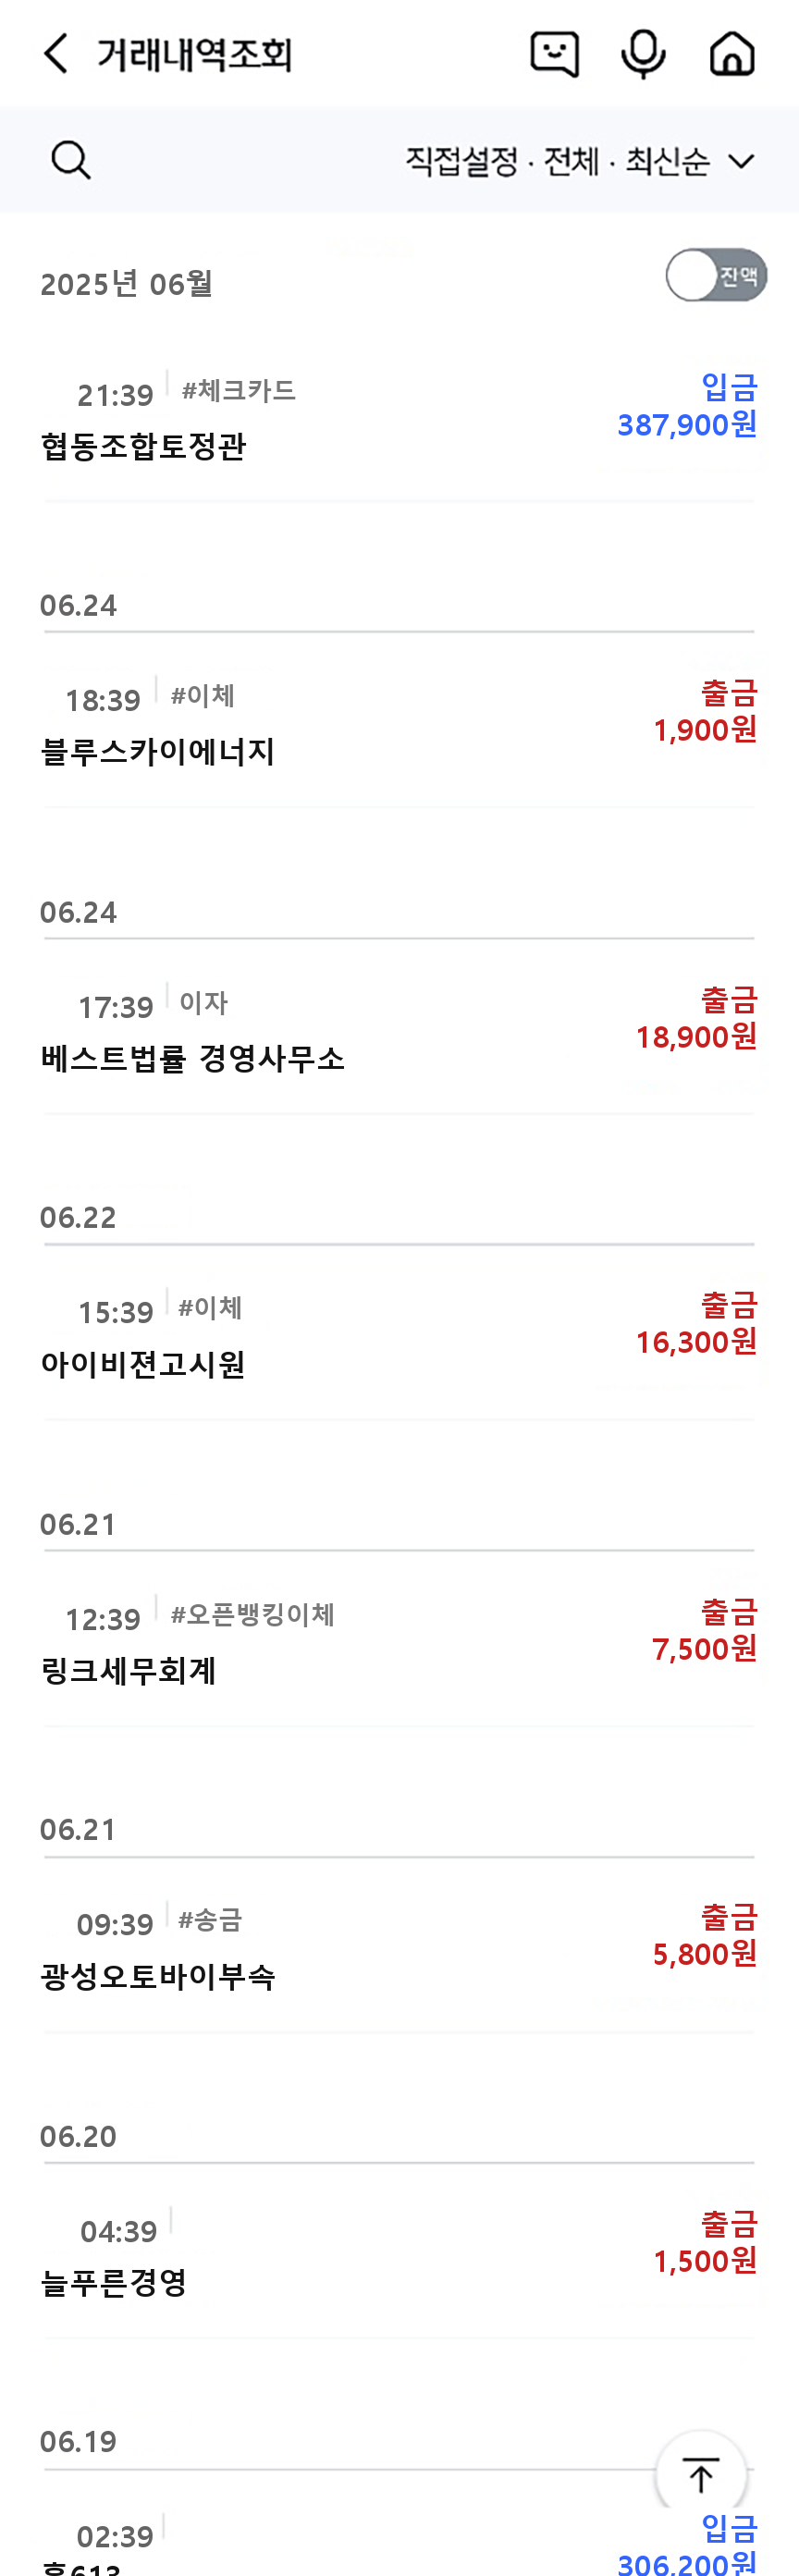 거래내역조회
직접설정 · 전체 · 최신순
2025년 06월
잔액
21:39 #체크카드
입금
협동조합토정관
387,900원
06.24
18:39 #이체
출금
블루스카이에너지
1,900원
06.24
17:39 이자
출금
베스트법률 경영사무소
18,900원
06.22
15:39 #이체
출금
아이비젼고시원
16,300원
06.21
12:39 #오픈뱅킹이체
출금
링크세무회계
7,500원
06.21
09:39 #송금
출금
광성오토바이부속
5,800원
06.20
04:39
출금
늘푸른경영
1,500원
06.19
02:39
입금
306,200원